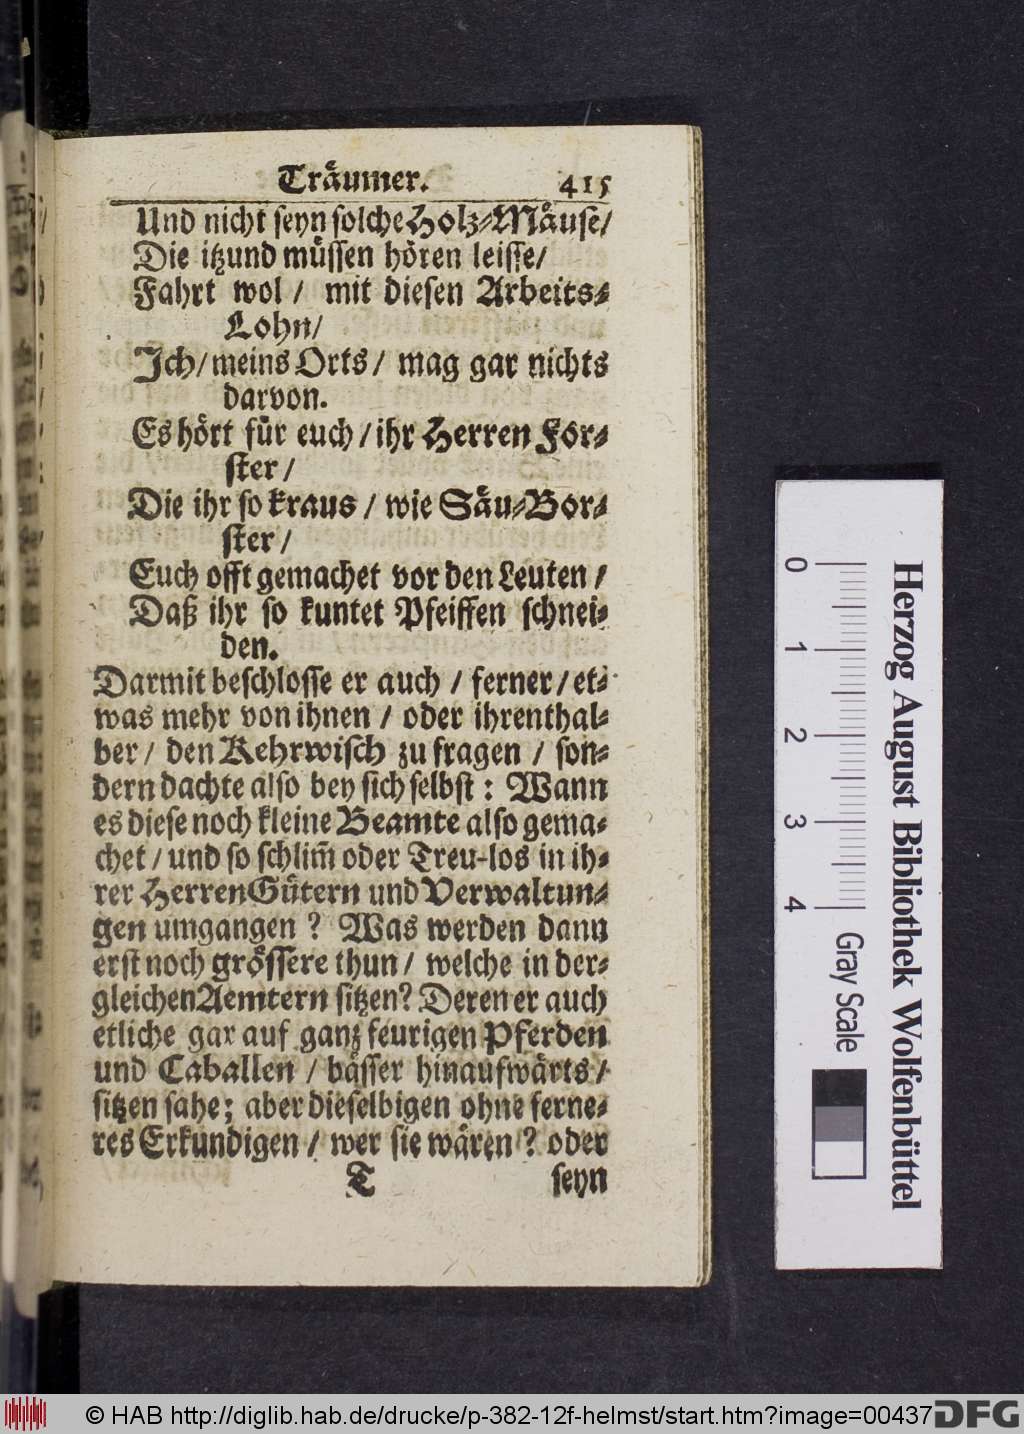 Träumer. 415
Und nicht seyn solche Holz-Mäuse/
Die itzund müssen hören leisse/
Fahrt wol / mit diesen Arbeits-
Lohn/
Ich/ meins Orts / mag gar nichts
darvon.
Es hört für euch / ihr Herren För-
ster /
Die ihr so kraus / wie Säu-Bor-
ster /
Euch offt gemachet vor den Leuten /
Daß ihr so kuntet Pfeiffen schnei-
den.
Darmit beschlosse er auch / ferner / et-
was mehr von ihnen / oder ihrenthal-
ber / den Kehrwisch zu fragen / son-
dern dachte also bey sich selbst : Wann
es diese noch kleine Beamte also gema-
chet / und so schlim̃ oder Treu-los in ih-
rer Herren Gütern und Verwaltun-
gen umgangen ? Was werden dann
erst noch grössere thun / welche in der-
gleichen Aemtern sitzen? Deren er auch
etliche gar auf ganz feurigen Pferden
und Caballen / bässer hinaufwärts /
sitzen sahe; aber dieselbigen ohne ferne-
res Erkundigen / wer sie wären ? oder
T seyn
0 1 2 3 4
Gray Scale
Herzog August Bibliothek Wolfenbüttel
© HAB http://diglib.hab.de/drucke/p-382-12f-helmst/start.htm?image=00437
DFG